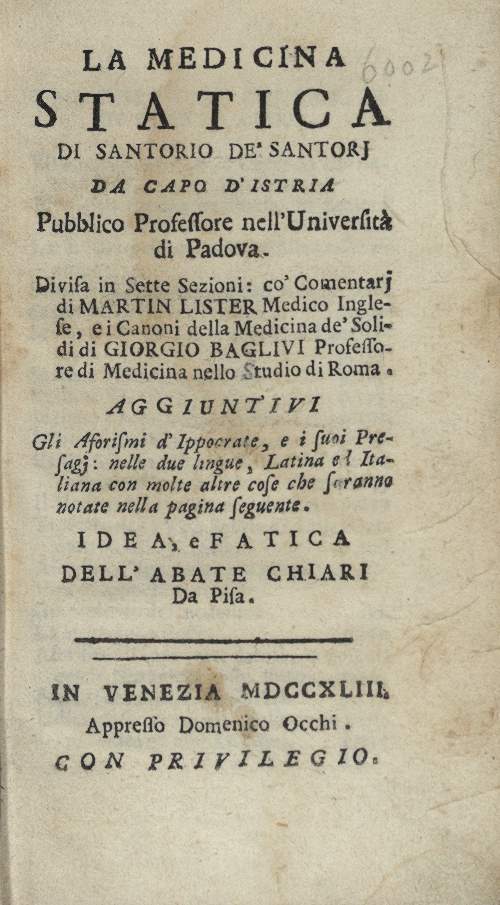 LA MEDICINA
6002
STATICA
DI SANTORIO DE' SANTORJ
DA CAPO D'ISTRIA
Pubblico Profeſſore nell'Univerſità
di Padova.
Diviſa in Sette Sezioni: co' Comentarj
di MARTIN LISTER Medico Ingle-
ſe, e i Canoni della Medicina de' Soli-
di di GIORGIO BAGLIVI Profeſſo-
re di Medicina nello Studio di Roma.
AGGIUNTIVI
Gli Aforiſmi d'Ippocrate, e i ſuoi Pre-
ſagj: nelle due lingue, Latina ed Ita-
liana con molte altre coſe che ſaranno
notate nella pagina ſeguente.
IDEA, e FATICA
DELL' ABATE CHIARI
Da Piſa.
IN VENEZIA MDCCXLIII.
Appreſſo Domenico Occhi.
CON PRIVILEGIO.